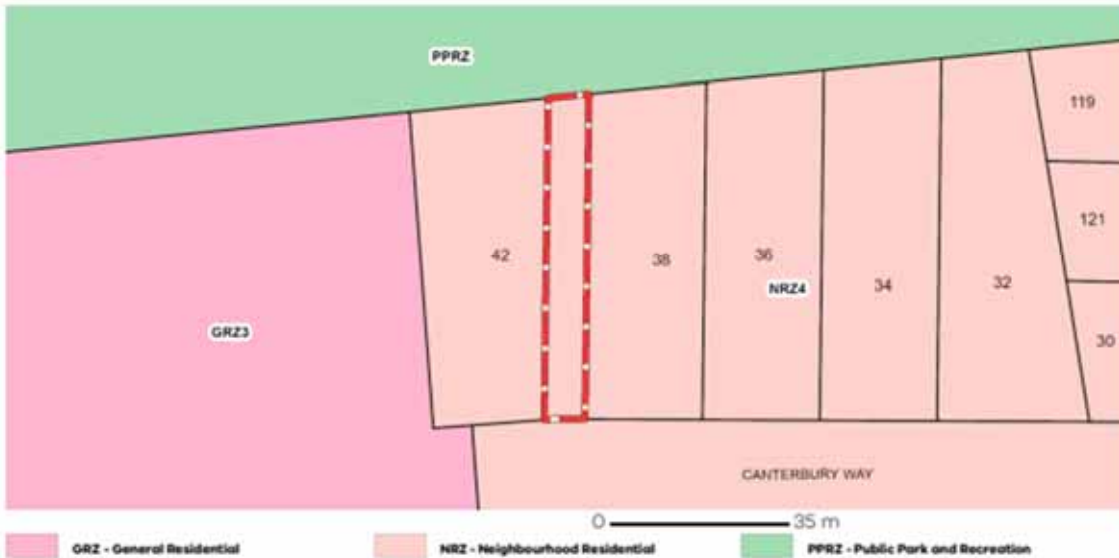 PPRZ
119
121
42
38
36
NRZ4
34
32
GRZ3
30
CANTERBURY WAY
0 35 m
GRZ - General Residential NRZ - Neighbourhood Residential PPRZ - Public Park and Recreation